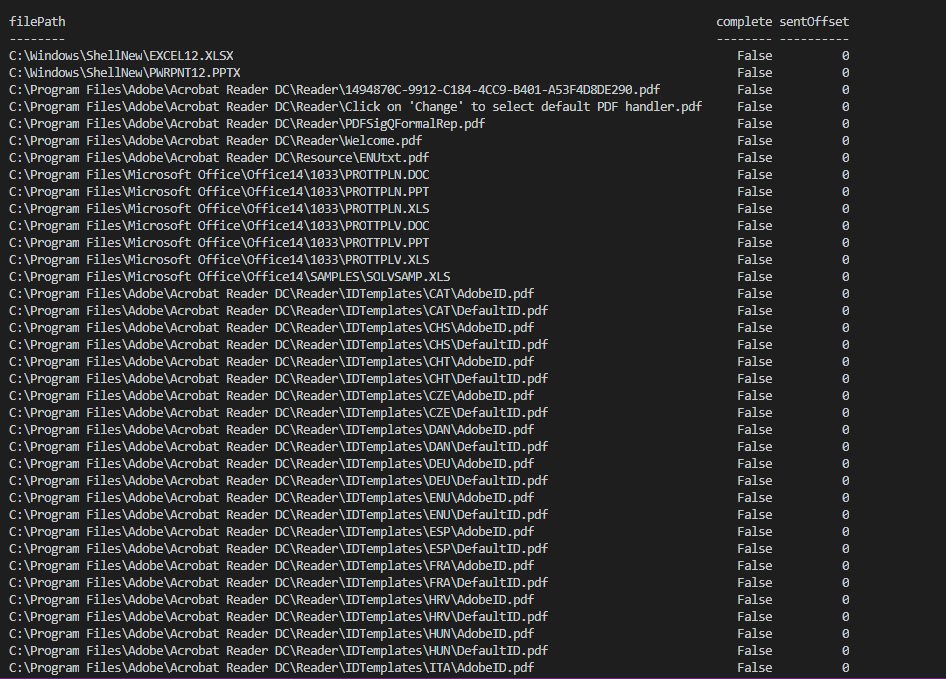 filePath complete sentOffset
-------- -------- ----------
C:\Windows\ShellNew\EXCEL12.XLSX False 0
C:\Windows\ShellNew\PWRPNT12.PPTX False 0
C:\Program Files\Adobe\Acrobat Reader DC\Reader\1494870C-9912-C184-4CC9-B401-A53F4D8DE290.pdf False 0
C:\Program Files\Adobe\Acrobat Reader DC\Reader\Click on 'Change' to select default PDF handler.pdf False 0
C:\Program Files\Adobe\Acrobat Reader DC\Reader\PDFSigQFormalRep.pdf False 0
C:\Program Files\Adobe\Acrobat Reader DC\Reader\Welcome.pdf False 0
C:\Program Files\Adobe\Acrobat Reader DC\Resource\ENUtxt.pdf False 0
C:\Program Files\Microsoft Office\Office14\1033\PROTTPLN.DOC False 0
C:\Program Files\Microsoft Office\Office14\1033\PROTTPLN.PPT False 0
C:\Program Files\Microsoft Office\Office14\1033\PROTTPLN.XLS False 0
C:\Program Files\Microsoft Office\Office14\1033\PROTTPLV.DOC False 0
C:\Program Files\Microsoft Office\Office14\1033\PROTTPLV.PPT False 0
C:\Program Files\Microsoft Office\Office14\1033\PROTTPLV.XLS False 0
C:\Program Files\Microsoft Office\Office14\SAMPLES\SOLVSAMP.XLS False 0
C:\Program Files\Adobe\Acrobat Reader DC\Reader\IDTemplates\CAT\AdobeID.pdf False 0
C:\Program Files\Adobe\Acrobat Reader DC\Reader\IDTemplates\CAT\DefaultID.pdf False 0
C:\Program Files\Adobe\Acrobat Reader DC\Reader\IDTemplates\CHS\AdobeID.pdf False 0
C:\Program Files\Adobe\Acrobat Reader DC\Reader\IDTemplates\CHS\DefaultID.pdf False 0
C:\Program Files\Adobe\Acrobat Reader DC\Reader\IDTemplates\CHT\AdobeID.pdf False 0
C:\Program Files\Adobe\Acrobat Reader DC\Reader\IDTemplates\CHT\DefaultID.pdf False 0
C:\Program Files\Adobe\Acrobat Reader DC\Reader\IDTemplates\CZE\AdobeID.pdf False 0
C:\Program Files\Adobe\Acrobat Reader DC\Reader\IDTemplates\CZE\DefaultID.pdf False 0
C:\Program Files\Adobe\Acrobat Reader DC\Reader\IDTemplates\DAN\AdobeID.pdf False 0
C:\Program Files\Adobe\Acrobat Reader DC\Reader\IDTemplates\DAN\DefaultID.pdf False 0
C:\Program Files\Adobe\Acrobat Reader DC\Reader\IDTemplates\DEU\AdobeID.pdf False 0
C:\Program Files\Adobe\Acrobat Reader DC\Reader\IDTemplates\DEU\DefaultID.pdf False 0
C:\Program Files\Adobe\Acrobat Reader DC\Reader\IDTemplates\ENU\AdobeID.pdf False 0
C:\Program Files\Adobe\Acrobat Reader DC\Reader\IDTemplates\ENU\DefaultID.pdf False 0
C:\Program Files\Adobe\Acrobat Reader DC\Reader\IDTemplates\ESP\AdobeID.pdf False 0
C:\Program Files\Adobe\Acrobat Reader DC\Reader\IDTemplates\ESP\DefaultID.pdf False 0
C:\Program Files\Adobe\Acrobat Reader DC\Reader\IDTemplates\FRA\AdobeID.pdf False 0
C:\Program Files\Adobe\Acrobat Reader DC\Reader\IDTemplates\FRA\DefaultID.pdf False 0
C:\Program Files\Adobe\Acrobat Reader DC\Reader\IDTemplates\HRV\AdobeID.pdf False 0
C:\Program Files\Adobe\Acrobat Reader DC\Reader\IDTemplates\HRV\DefaultID.pdf False 0
C:\Program Files\Adobe\Acrobat Reader DC\Reader\IDTemplates\HUN\AdobeID.pdf False 0
C:\Program Files\Adobe\Acrobat Reader DC\Reader\IDTemplates\HUN\DefaultID.pdf False 0
C:\Program Files\Adobe\Acrobat Reader DC\Reader\IDTemplates\ITA\AdobeID.pdf False 0